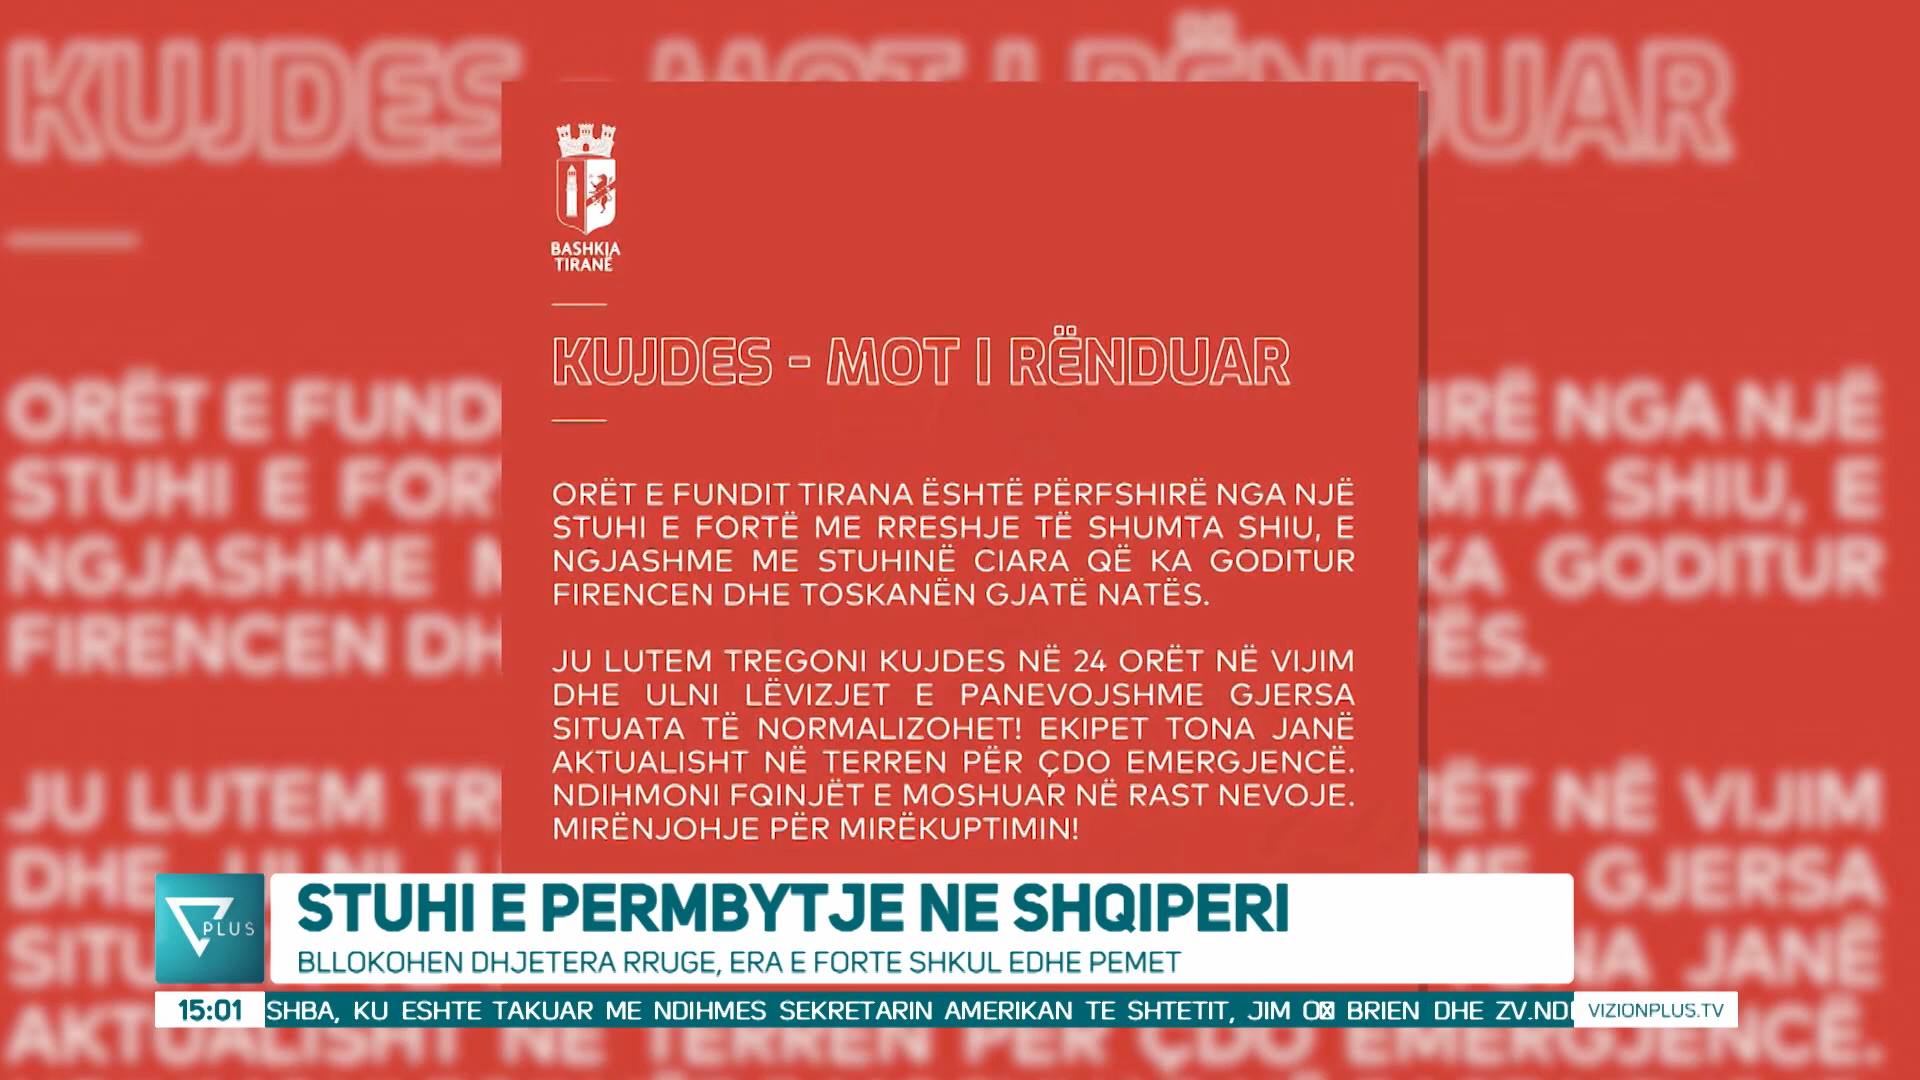 BASHKIA
TIRANË
KUJDES - MOT I RËNDUAR
ORËT E FUNDIT TIRANA ËSHTË PËRFSHIRË NGA NJË
STUHI E FORTË ME RRESHJE TË SHUMTA SHIU, E
NGJASHME ME STUHINË CIARA QË KA GODITUR
FIRENCEN DHE TOSKANËN GJATË NATËS.
JU LUTEM TREGONI KUJDES NË 24 ORËT NË VIJIM
DHE ULNI LËVIZJET E PANEVOJSHME GJERSA
SITUATA TË NORMALIZOHET! EKIPET TONA JANË
AKTUALISHT NË TERREN PËR ÇDO EMERGJENCË.
NDIHMONI FQINJËT E MOSHUAR NË RAST NEVOJE.
MIRËNJOHJE PËR MIRËKUPTIMIN!
PLUS
STUHI E PERMBYTJE NE SHQIPERI
BLLOKOHEN DHJETERA RRUGE, ERA E FORTE SHKUL EDHE PEMET
15:01 SHBA, KU ESHTE TAKUAR ME NDIHMES SEKRETARIN AMERIKAN TE SHTETIT, JIM O BRIEN DHE ZV.NDI VIZIONPLUS.TV